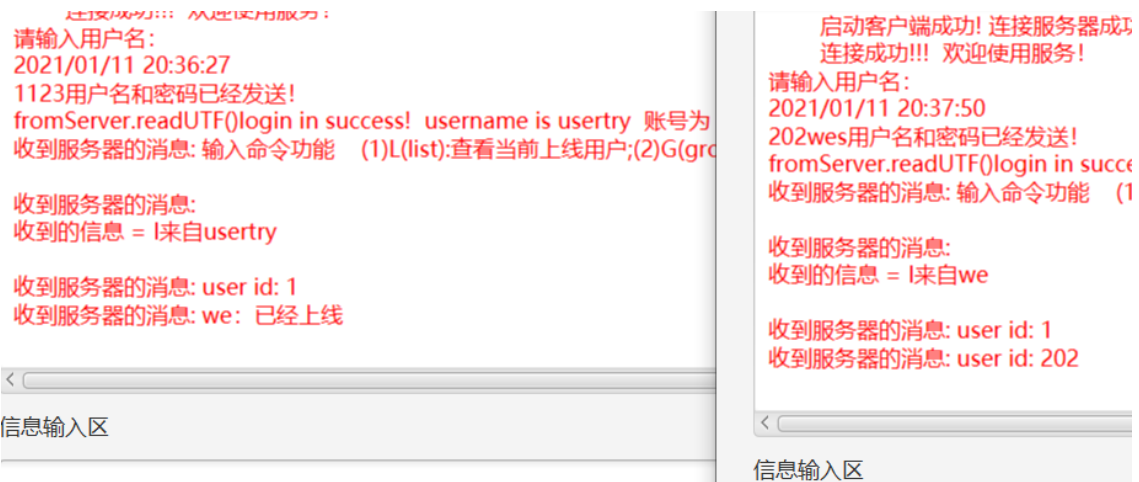 连接成功!!! 欢迎使用服务!
请输入用户名:
2021/01/11 20:36:27
1123用户名和密码已经发送!
fromServer.readUTF()login in success! username is usertry 账号为
收到服务器的消息: 输入命令功能 (1)L(list):查看当前上线用户;(2)G(gro
收到服务器的消息:
收到的信息 = l来自usertry
收到服务器的消息: user id: 1
收到服务器的消息: we：已经上线
信息输入区
启动客户端成功! 连接服务器成功
连接成功!!! 欢迎使用服务!
请输入用户名:
2021/01/11 20:37:50
202wes用户名和密码已经发送!
fromServer.readUTF()login in succe
收到服务器的消息: 输入命令功能 (1
收到服务器的消息:
收到的信息 = l来自we
收到服务器的消息: user id: 1
收到服务器的消息: user id: 202
信息输入区